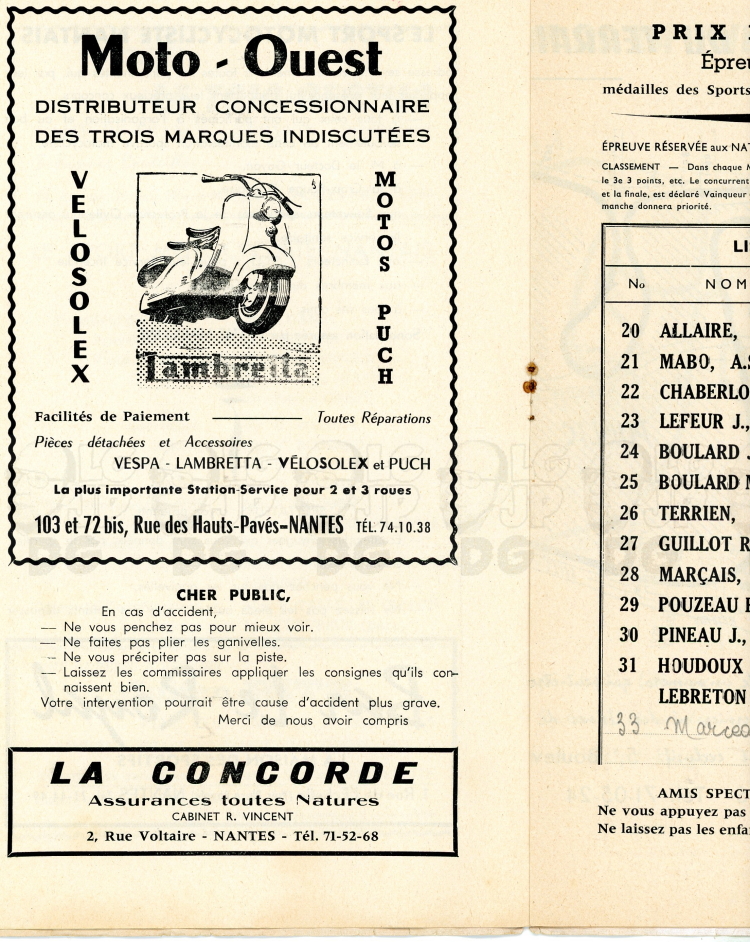 Moto - Ouest
DISTRIBUTEUR CONCESSIONNAIRE
DES TROIS MARQUES INDISCUTÉES
VELOSOLEX
MOTOS PUCH
Lambretta
Facilités de Paiement Toutes Réparations
Pièces détachées et Accessoires
VESPA - LAMBRETTA - VÉLOSOLEX et PUCH
La plus importante Station-Service pour 2 et 3 roues
103 et 72 bis, Rue des Hauts-Pavés-NANTES TÉL. 74.10.38
CHER PUBLIC,
En cas d'accident,
— Ne vous penchez pas pour mieux voir.
— Ne faites pas plier les ganivelles.
— Ne vous précipiter pas sur la piste.
— Laissez les commissaires appliquer les consignes qu'ils con-
naissent bien.
Votre intervention pourrait être cause d'accident plus grave.
Merci de nous avoir compris
LA CONCORDE
Assurances toutes Natures
CABINET R. VINCENT
2, Rue Voltaire - NANTES - Tél. 71-52-68
PRIX
Épreu
médailles des Sports
ÉPREUVE RÉSERVÉE aux NAT
CLASSEMENT — Dans chaque M
le 3e 3 points, etc. Le concurrent
et la finale, est déclaré Vainqueur
manche donnera priorité.
LI
No NOM
20 ALLAIRE,
21 MABO, A.S
22 CHABERLO
23 LEFEUR J.,
24 BOULARD J
25 BOULARD M
26 TERRIEN,
27 GUILLOT R
28 MARÇAIS,
29 POUZEAU
30 PINEAU J.,
31 HOUDOUX
LEBRETON
33 Marcea
AMIS SPECT
Ne vous appuyez pas
Ne laissez pas les enfa